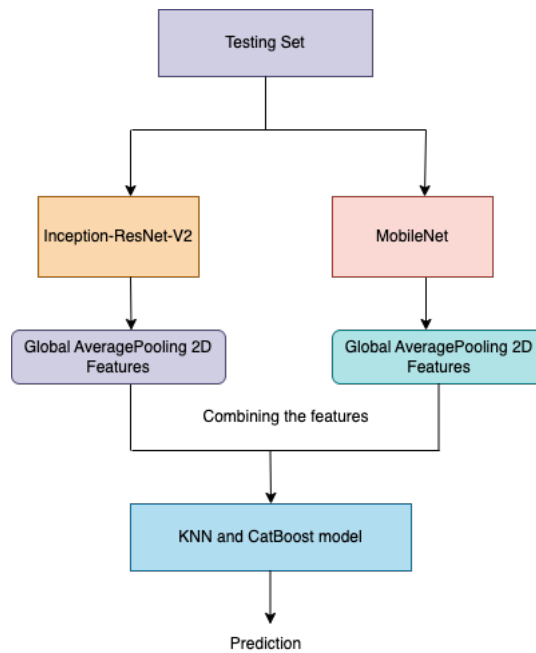 Testing Set
Inception-ResNet-V2
MobileNet
Global AveragePooling 2D
Features
Global AveragePooling 2D
Features
Combining the features
KNN and CatBoost model
Prediction